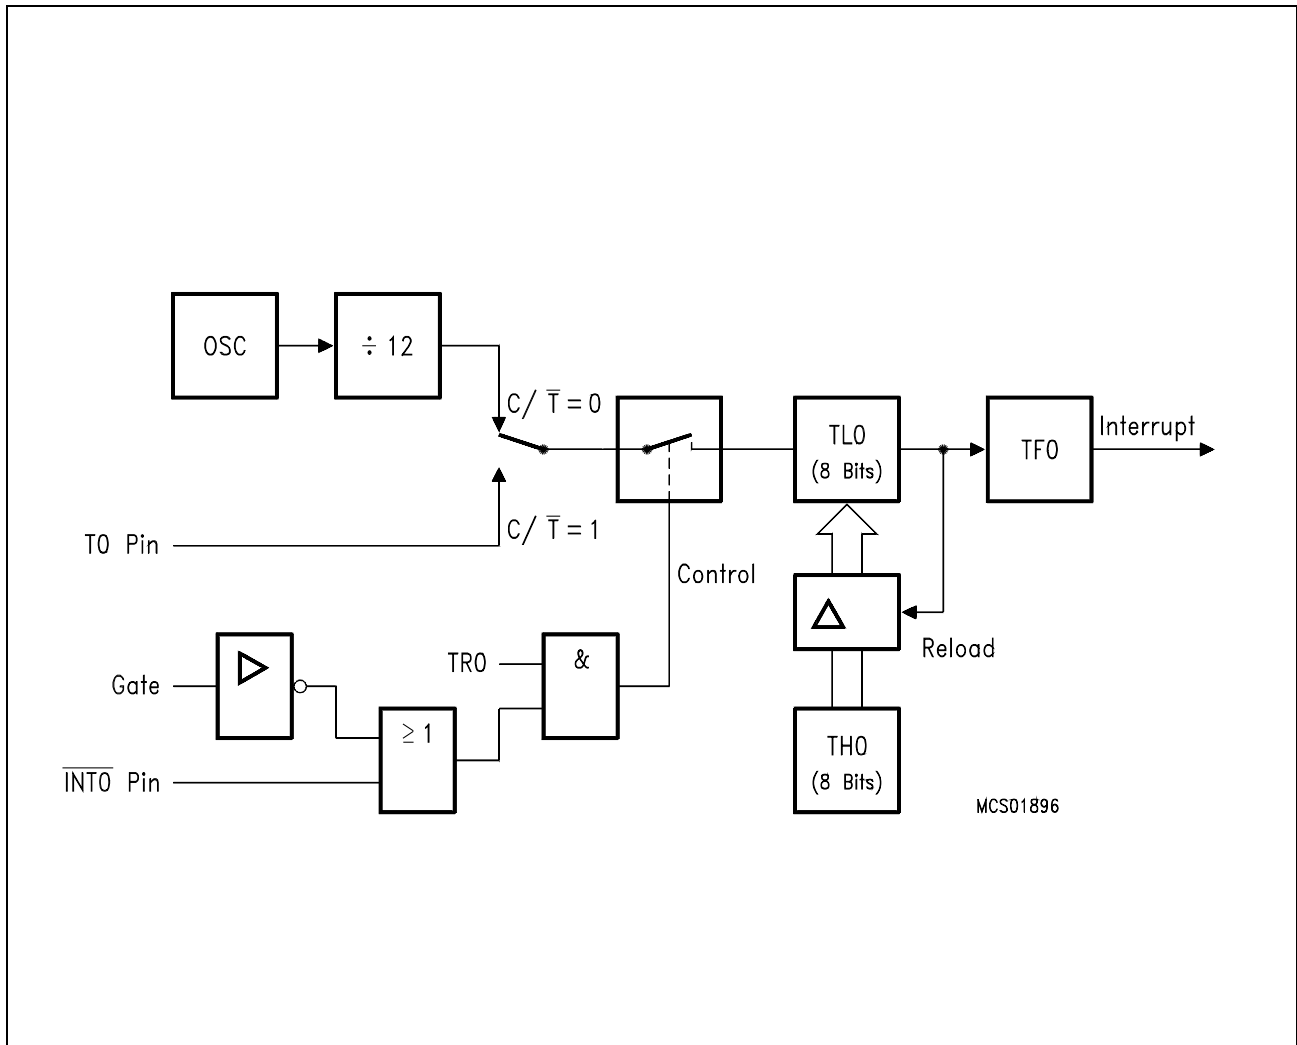 OSC
÷ 12
C/ T̅ = 0
TL0
(8 Bits)
TF0
Interrupt
C/ T̅ = 1
T0 Pin
Control
Reload
TR0
&
Gate
≥ 1
I̅N̅T̅0̅ Pin
TH0
(8 Bits)
MCS01896